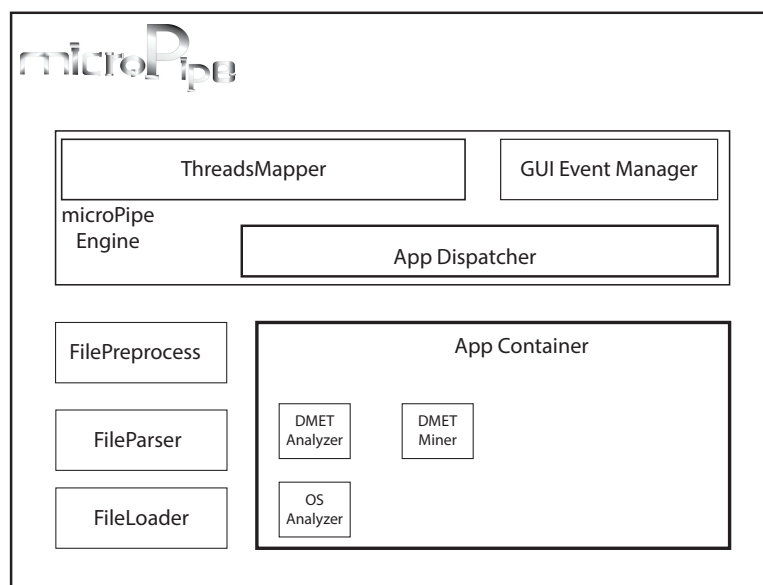 microPipe
ThreadsMapper
GUI Event Manager
microPipe
Engine
App Dispatcher
FilePreprocess
App Container
FileParser
DMET
Analyzer
DMET
Miner
FileLoader
OS
Analyzer